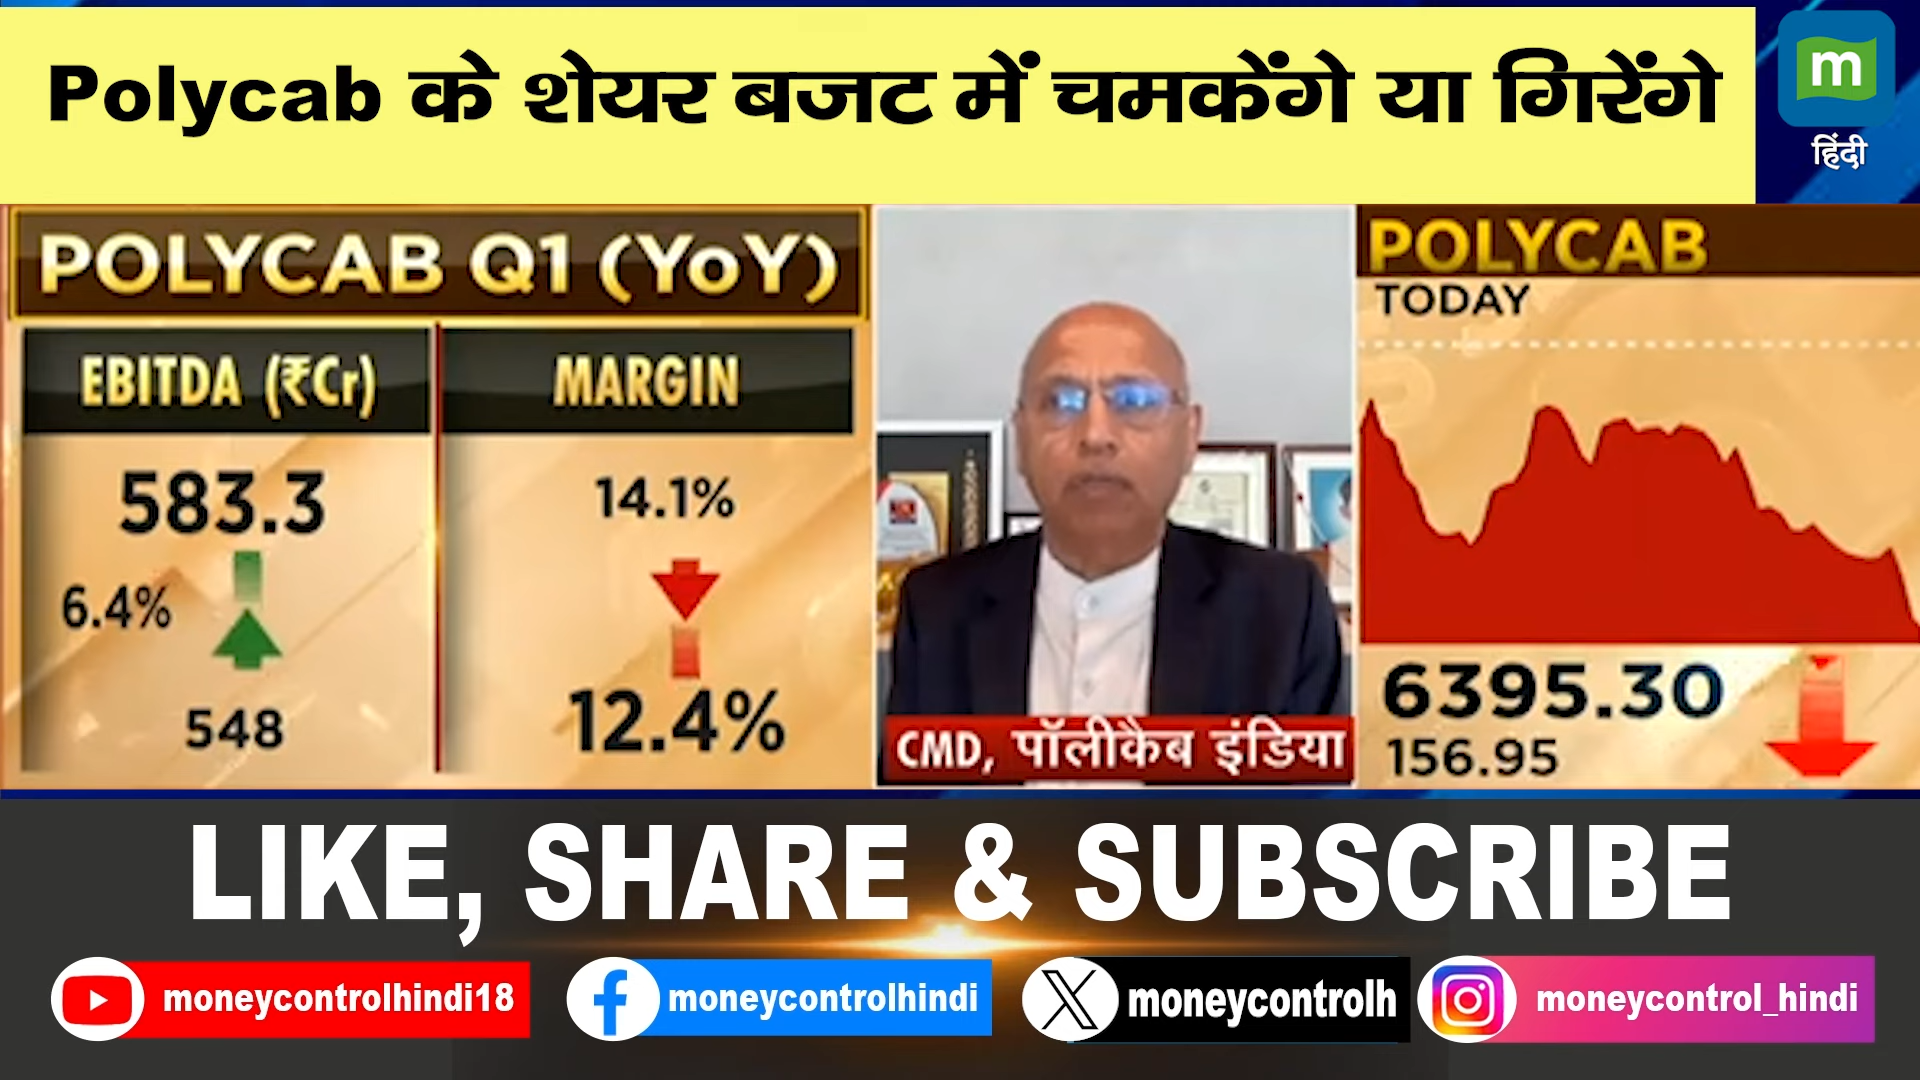 Polycab के शेयर बजट में चमकेंगे या गिरेंगे
m
हिंदी
POLYCAB Q1 (YoY)
EBITDA (₹Cr)
MARGIN
583.3
6.4%
548
14.1%
12.4%
CMD, पॉलीकैब इंडिया
POLYCAB
TODAY
6395.30
156.95
LIKE, SHARE & SUBSCRIBE
moneycontrolhindi18
moneycontrolhindi
moneycontrolh
moneycontrol_hindi